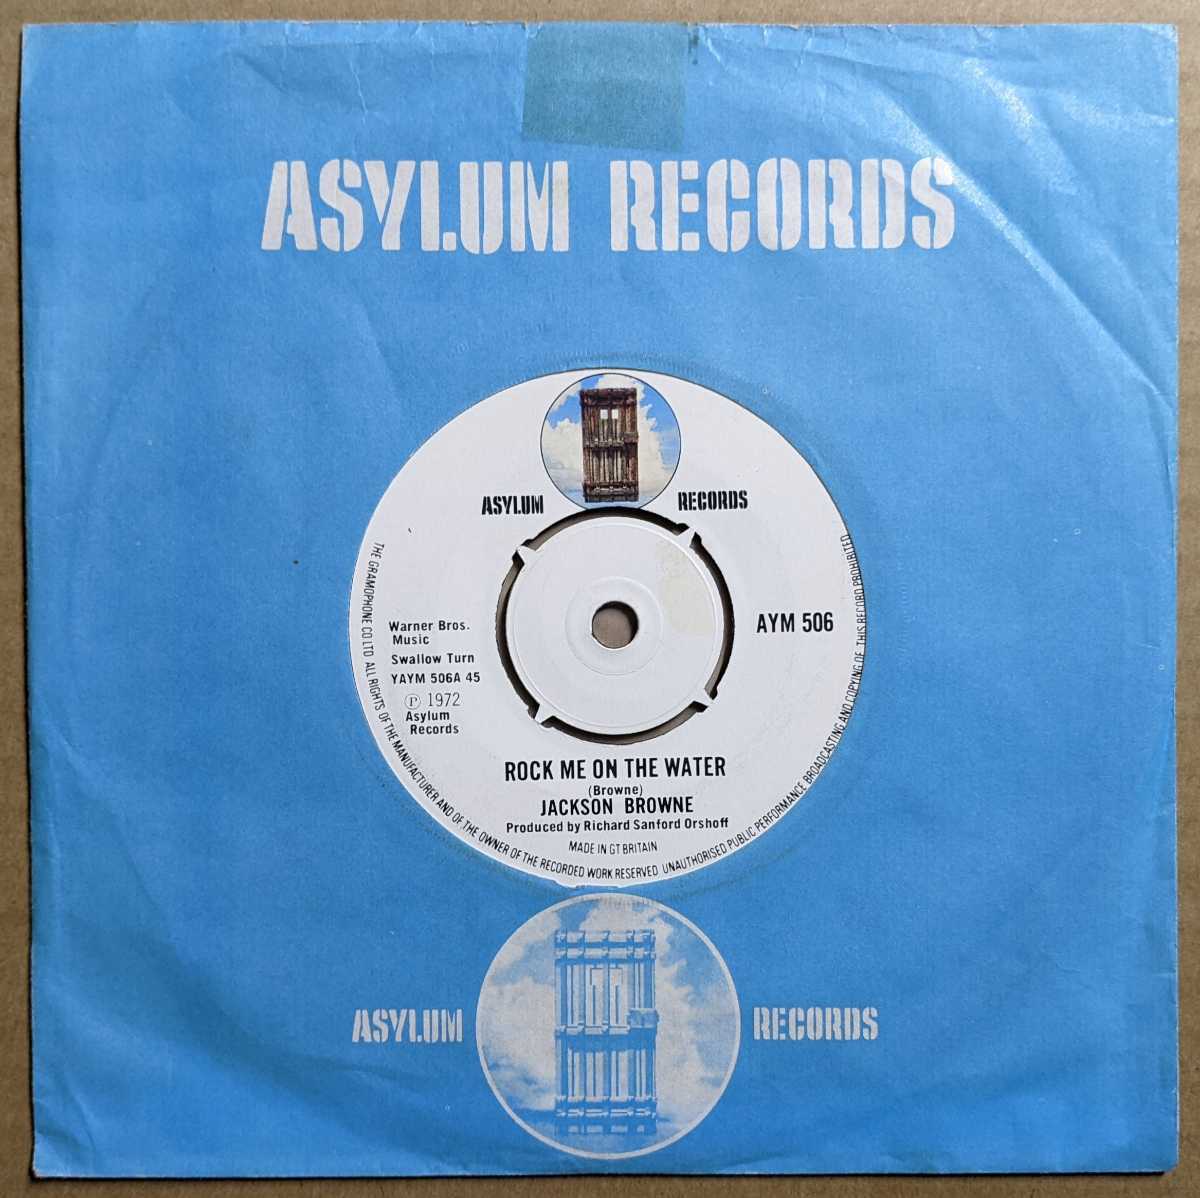 ASYLUM RECORDS
ASYLUM RECORDS
Warner Bros.
Music
Swallow Turn
YAYM 506A 45
Ⓟ 1972
Asylum
Records
AYM 506
ROCK ME ON THE WATER
(Browne)
JACKSON BROWNE
Produced by Richard Sanford Orshoff
MADE IN GT BRITAIN
THE GRAMOPHONE CO. LTD ALL RIGHTS OF THE MANUFACTURER AND OF THE OWNER OF THE RECORDED WORK RESERVED UNAUTHORISED PUBLIC PERFORMANCE BROADCASTING AND COPYING OF THIS RECORD PROHIBITED
ASYLUM RECORDS